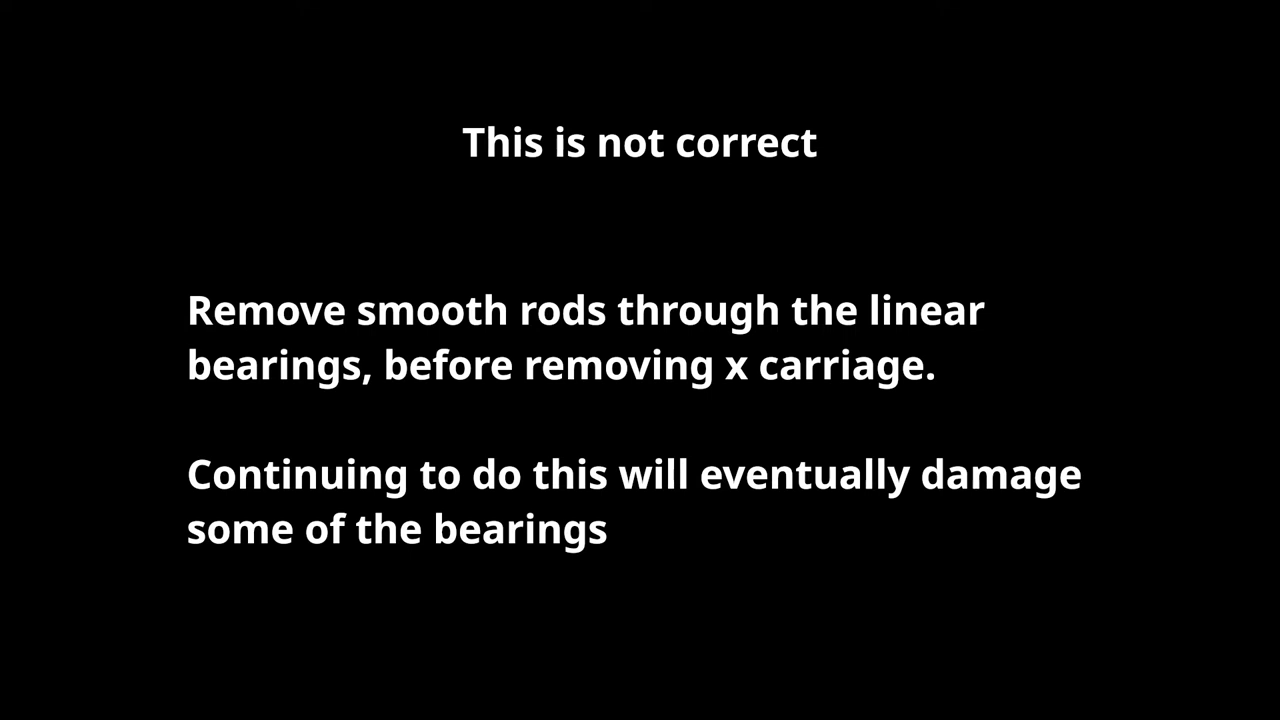 This is not correct
Remove smooth rods through the linear
bearings, before removing x carriage.
Continuing to do this will eventually damage
some of the bearings